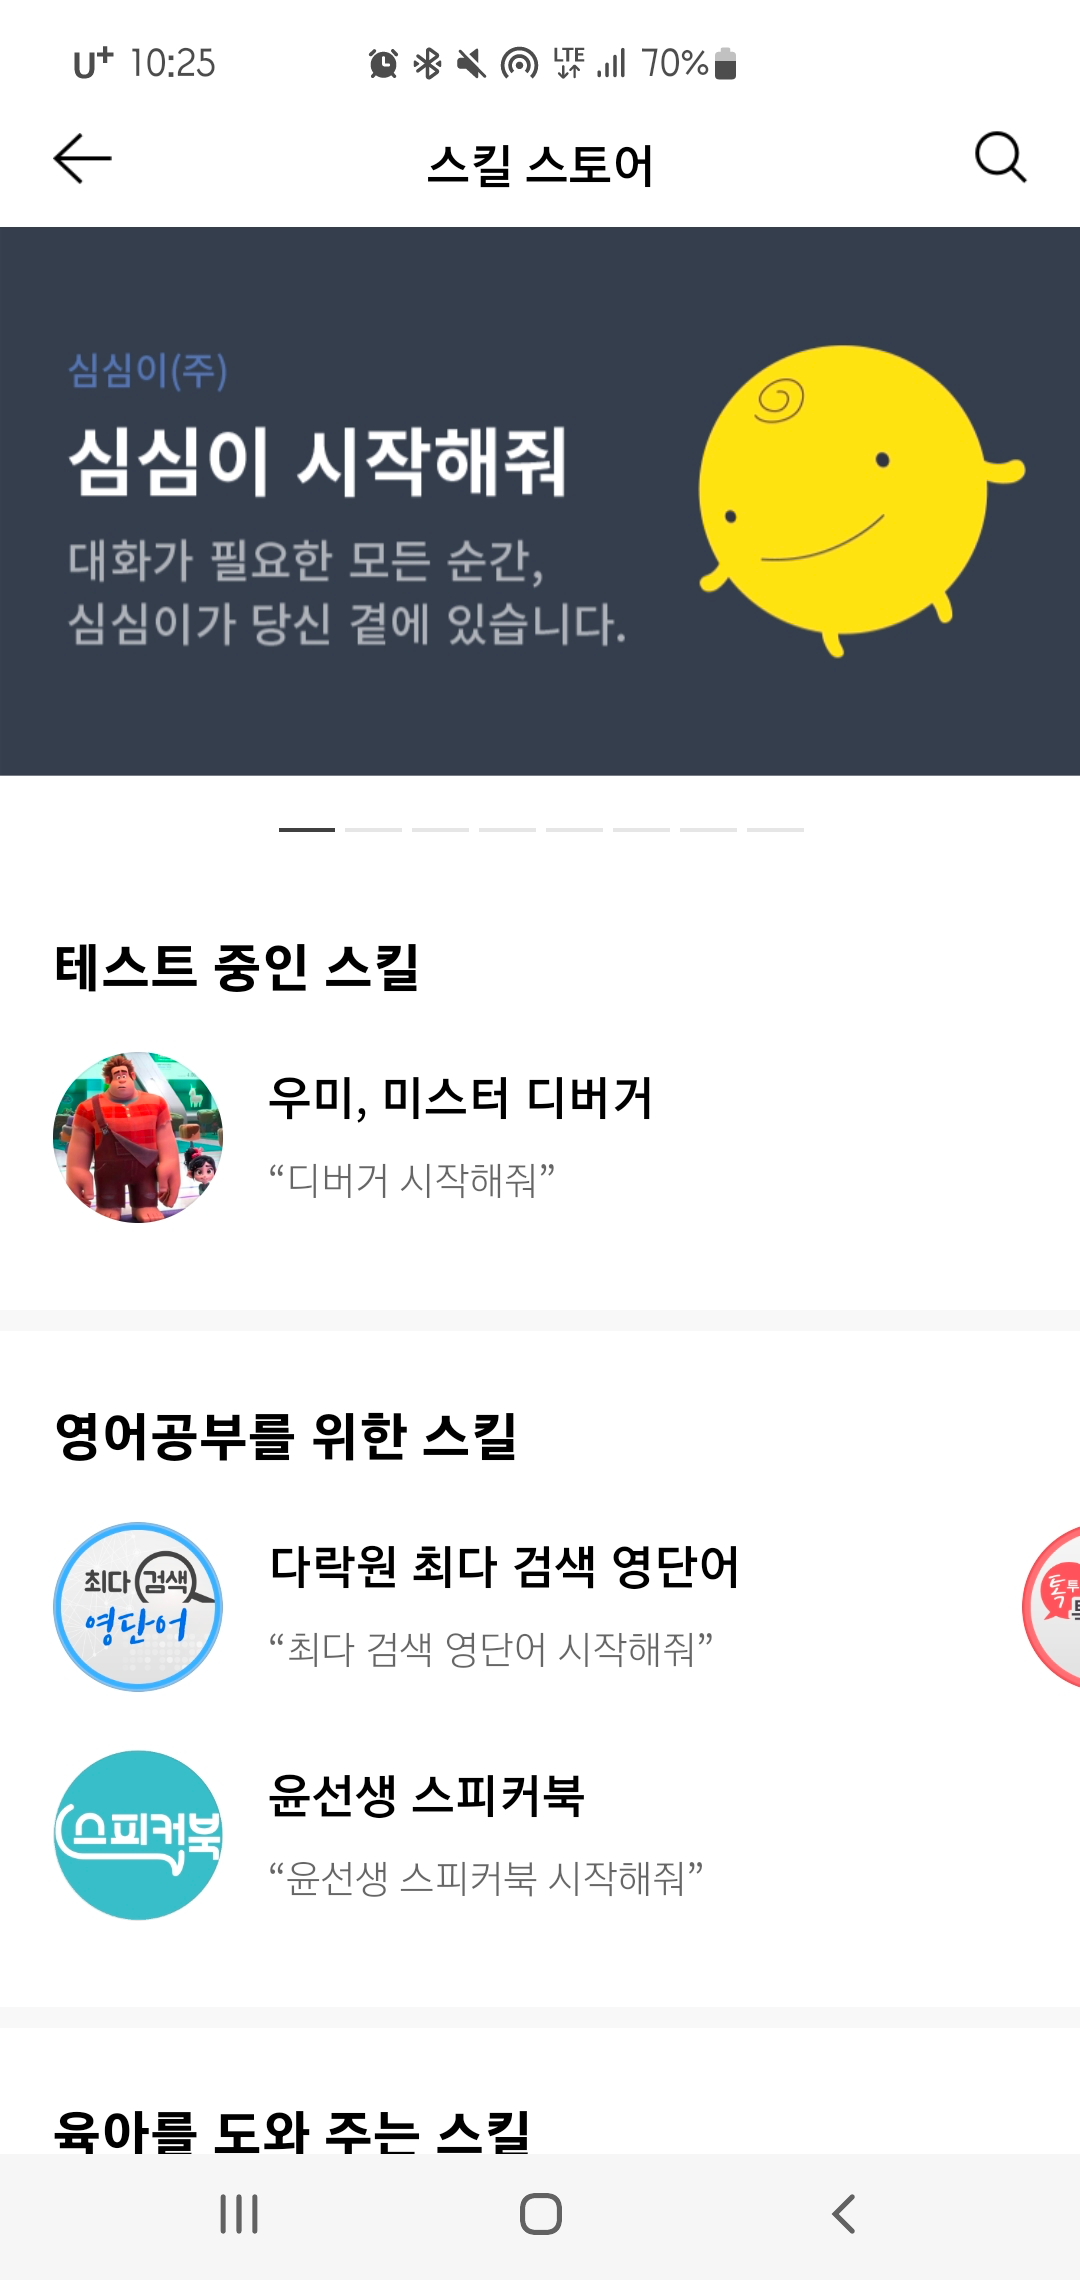 U+ 10:25 LTE 70%
스킬 스토어
심심이(주)
심심이 시작해줘
대화가 필요한 모든 순간,
심심이가 당신 곁에 있습니다.
테스트 중인 스킬
우미, 미스터 디버거
“디버거 시작해줘”
영어공부를 위한 스킬
최다 검색
영단어
다락원 최다 검색 영단어
“최다 검색 영단어 시작해줘”
톡 투
스피커북
윤선생 스피커북
“윤선생 스피커북 시작해줘”
육아를 도와 주는 스킬